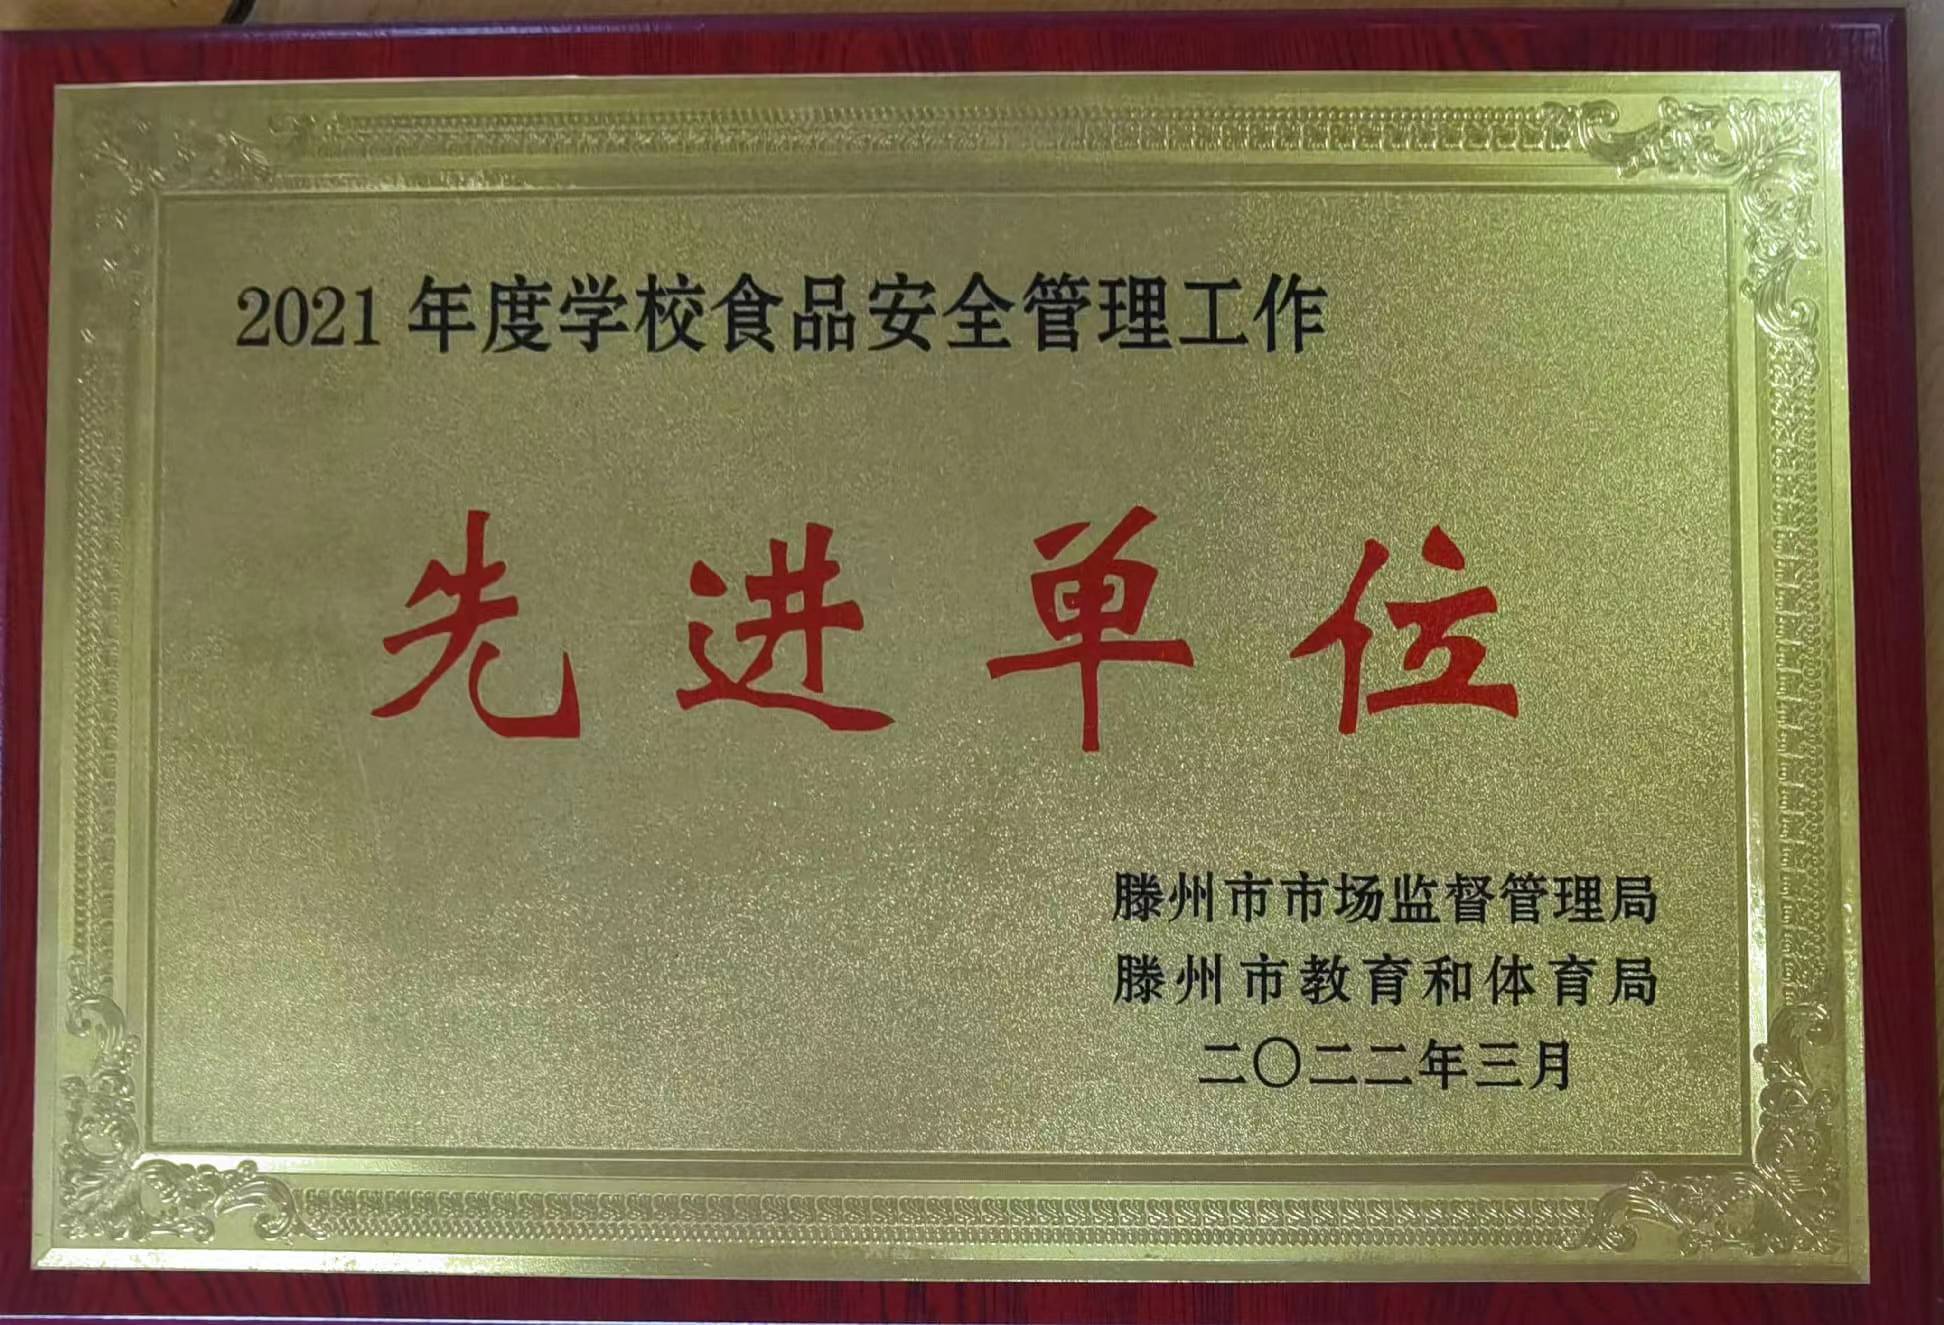 2021年度学校食品安全管理工作
先进单位
滕州市市场监督管理局
滕州市教育和体育局
二〇二二年三月